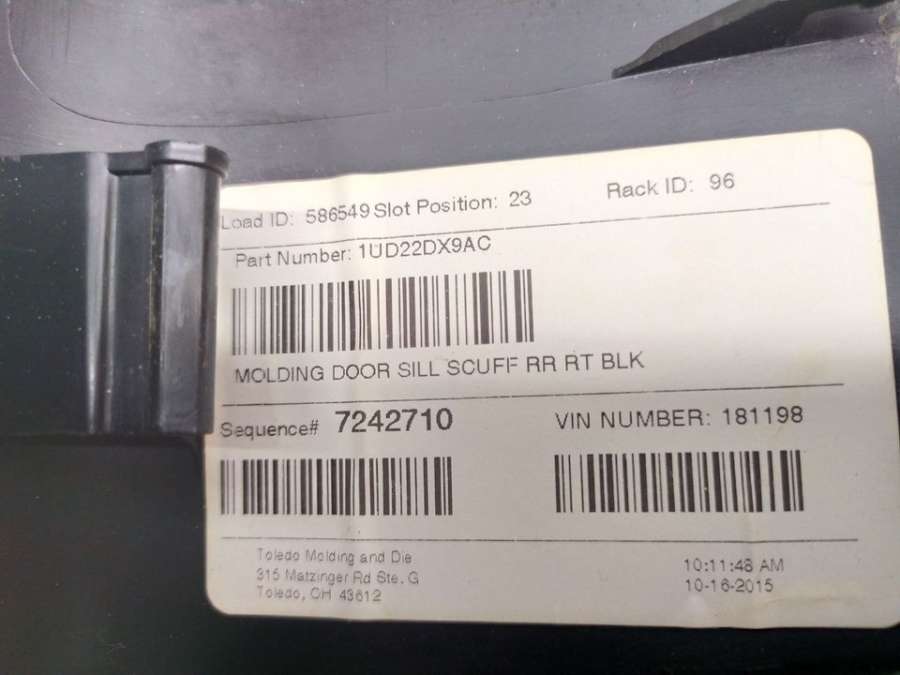 Load ID: 586549 Slot Position: 23 Rack ID: 96
Part Number: 1UD22DX9AC
MOLDING DOOR SILL SCUFF RR RT BLK
Sequence# 7242710 VIN NUMBER: 181198
Toledo Molding and Die
315 Matzinger Rd Ste. G
Toledo, OH 43612
10:11:48 AM
10-16-2015